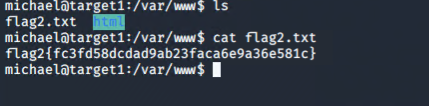 michael@target1:/var/www$ ls
flag2.txt html
michael@target1:/var/www$ cat flag2.txt
flag2{fc3fd58dcdad9ab23faca6e9a36e581c}
michael@target1:/var/www$